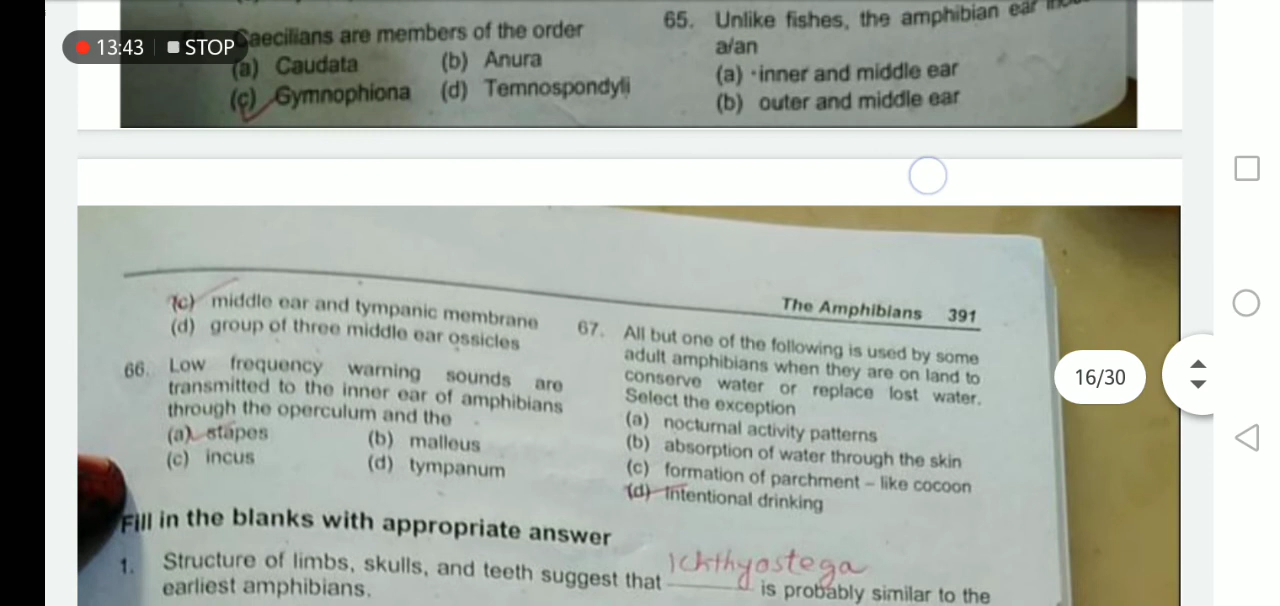 13:43 STOP
Caecilians are members of the order
(a) Caudata (b) Anura
(c) Gymnophiona (d) Temnospondyli
65. Unlike fishes, the amphibian ear
a/an
(a) inner and middle ear
(b) outer and middle ear
The Amphibians 391
(c) middle ear and tympanic membrane
(d) group of three middle ear ossicles
66. Low frequency warning sounds are
transmitted to the inner ear of amphibians
through the operculum and the
(a) stapes (b) malleus
(c) incus (d) tympanum
67. All but one of the following is used by some
adult amphibians when they are on land to
conserve water or replace lost water.
Select the exception
(a) nocturnal activity patterns
(b) absorption of water through the skin
(c) formation of parchment – like cocoon
(d) Intentional drinking
16/30
Fill in the blanks with appropriate answer
1. Structure of limbs, skulls, and teeth suggest that Ichthyostega is probably similar to the
earliest amphibians.